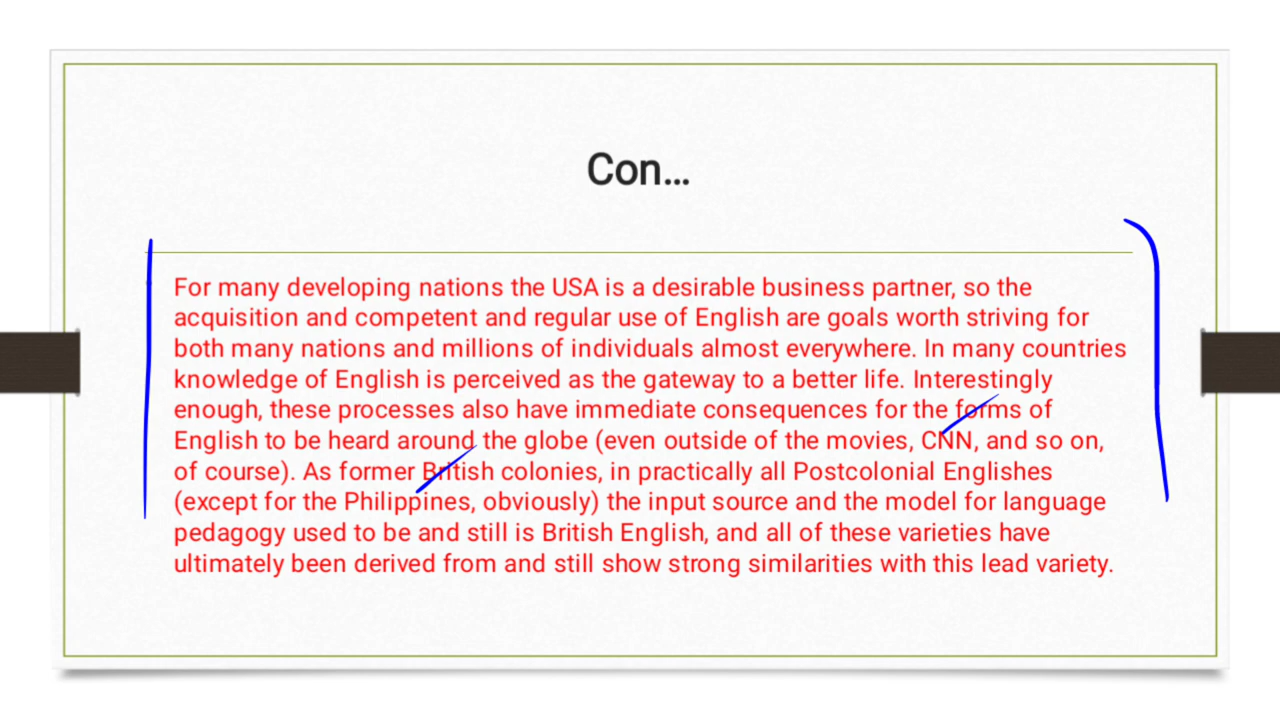 Con...
For many developing nations the USA is a desirable business partner, so the
acquisition and competent and regular use of English are goals worth striving for
both many nations and millions of individuals almost everywhere. In many countries
knowledge of English is perceived as the gateway to a better life. Interestingly
enough, these processes also have immediate consequences for the forms of
English to be heard around the globe (even outside of the movies, CNN, and so on,
of course). As former British colonies, in practically all Postcolonial Englishes
(except for the Philippines, obviously) the input source and the model for language
pedagogy used to be and still is British English, and all of these varieties have
ultimately been derived from and still show strong similarities with this lead variety.